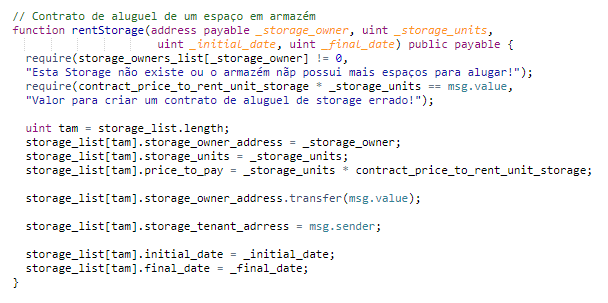 // Contrato de aluguel de um espaço em armazém
function rentStorage(address payable _storage_owner, uint _storage_units,
uint _initial_date, uint _final_date) public payable {
require(storage_owners_list[_storage_owner] != 0,
"Esta Storage não existe ou o armazém nãp possui mais espaços para alugar!");
require(contract_price_to_rent_unit_storage * _storage_units == msg.value,
"Valor para criar um contrato de aluguel de storage errado!");
uint tam = storage_list.length;
storage_list[tam].storage_owner_address = _storage_owner;
storage_list[tam].storage_units = _storage_units;
storage_list[tam].price_to_pay = _storage_units * contract_price_to_rent_unit_storage;
storage_list[tam].storage_owner_address.transfer(msg.value);
storage_list[tam].storage_tenant_adrress = msg.sender;
storage_list[tam].initial_date = _initial_date;
storage_list[tam].final_date = _final_date;
}